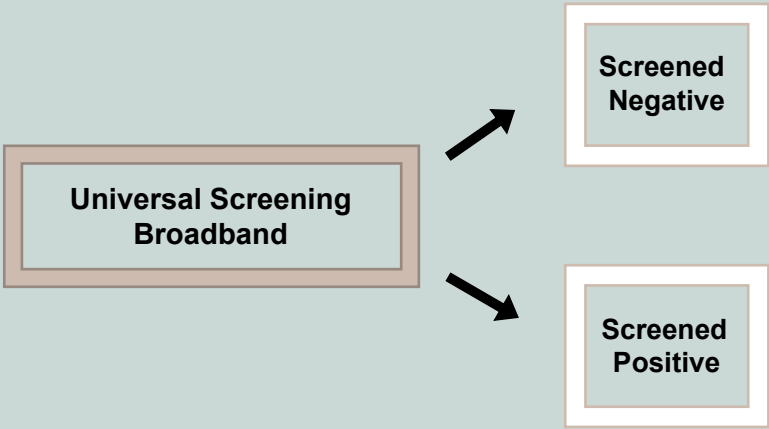 Screened
Negative
Universal Screening
Broadband
Screened
Positive